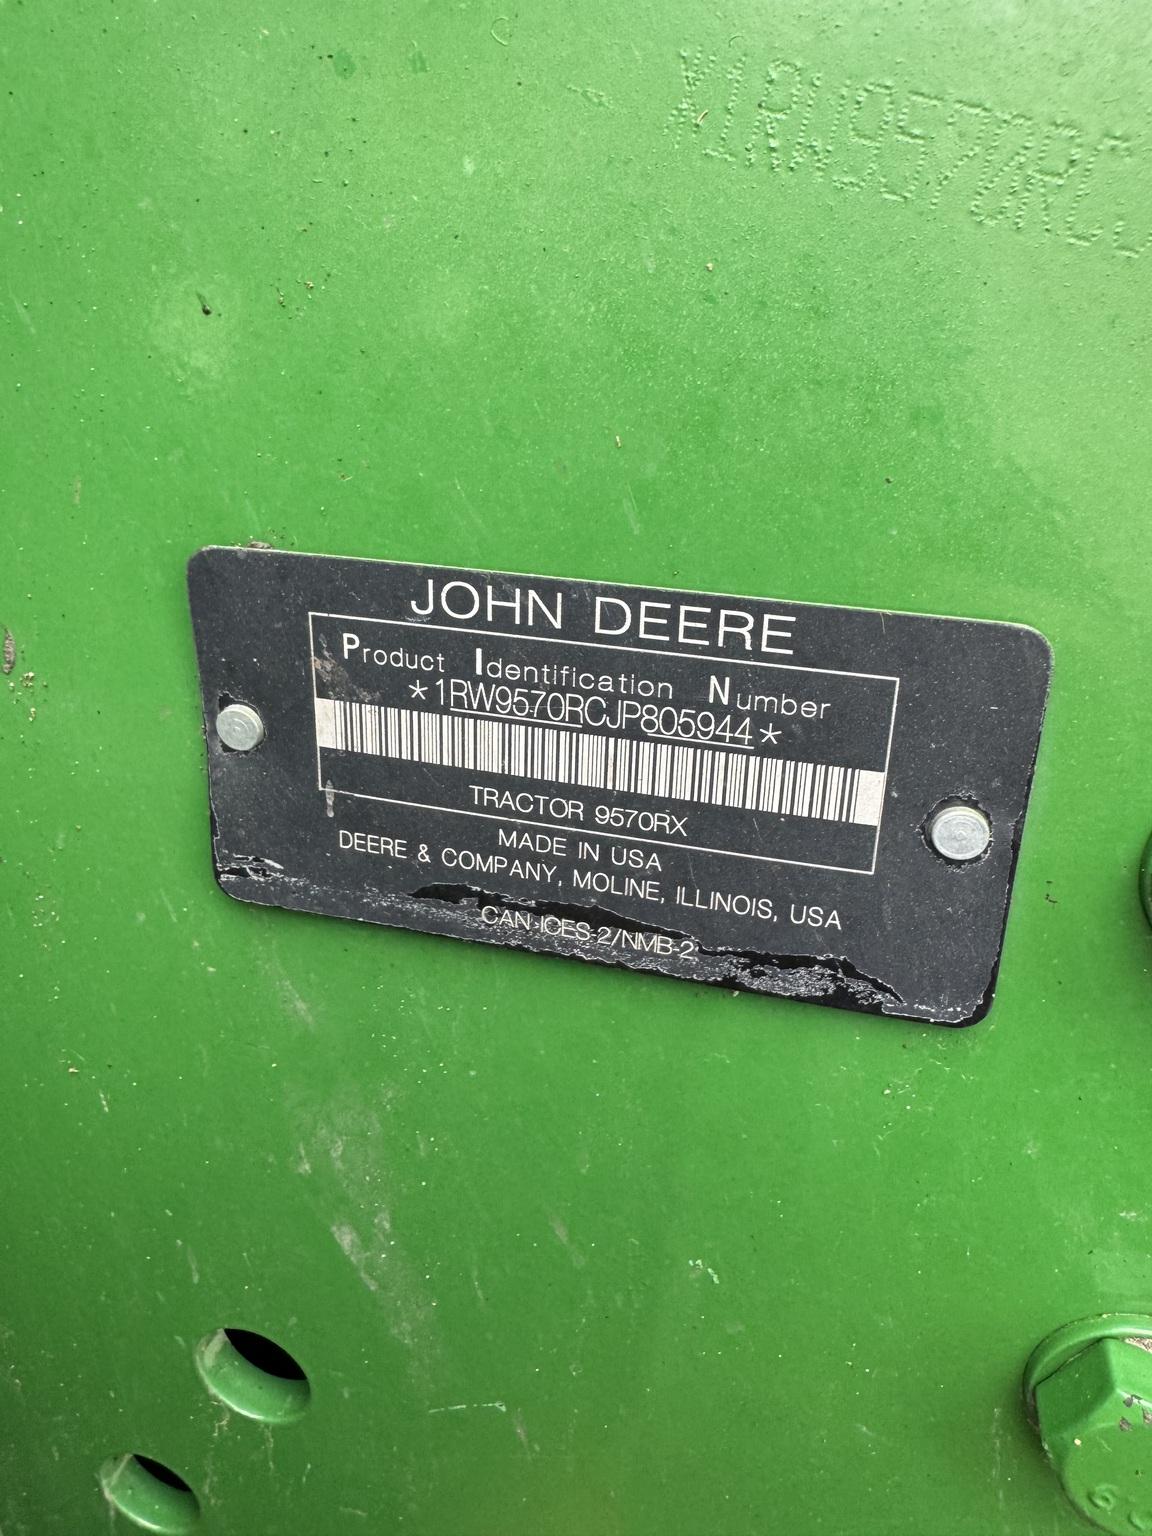 *1RW9570RC
JOHN DEERE
Product Identification Number
*1RW9570RCJP805944*
TRACTOR 9570RX
MADE IN USA
DEERE & COMPANY, MOLINE, ILLINOIS, USA
CAN ICES-2/NMB-2